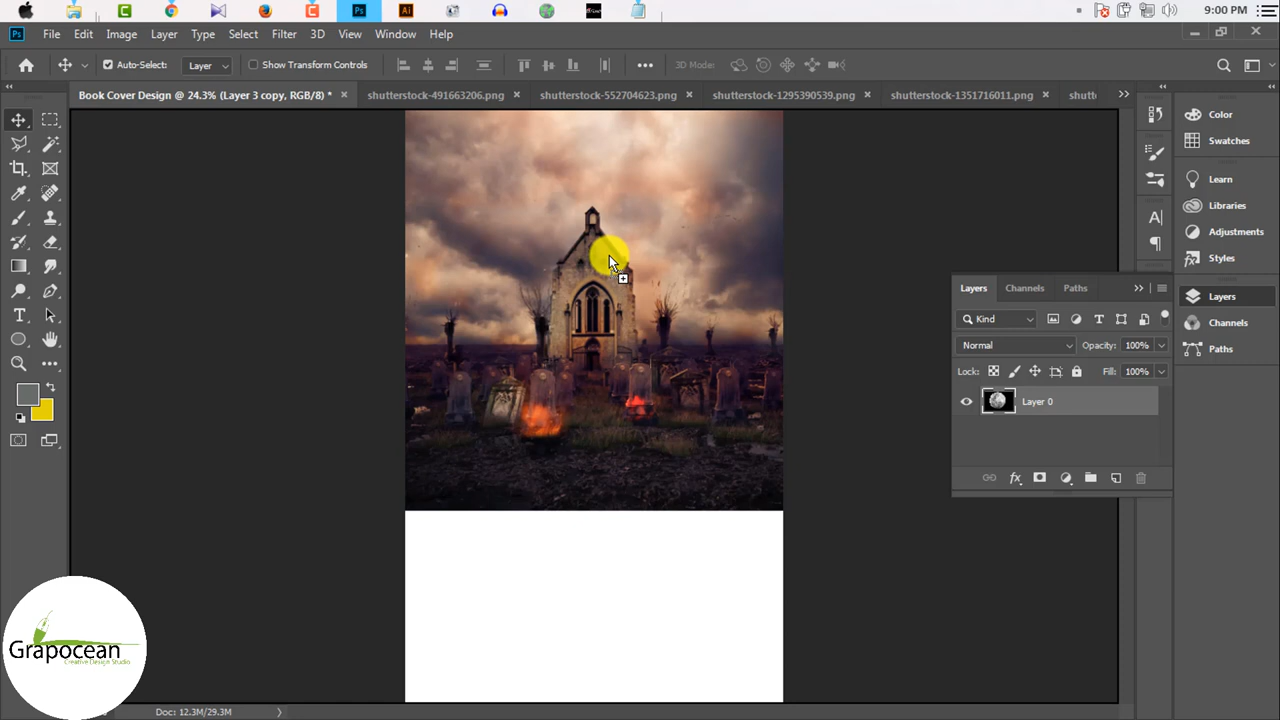 9:00 PM
Ps File Edit Image Layer Type Select Filter 3D View Window Help
Auto-Select: Layer Show Transform Controls 3D Mode:
Book Cover Design @ 24.3% (Layer 3 copy, RGB/8) * shutterstock-491663206.png shutterstock-552704623.png shutterstock-1295390539.png shutterstock-1351716011.png shutte
Color
Swatches
Learn
Libraries
Adjustments
Styles
Layers
Channels
Paths
Layers Channels Paths
Kind
Normal Opacity: 100%
Lock: Fill: 100%
Layer 0
fx
Grapocean
Creative Design Studio
Doc: 12.3M/29.3M